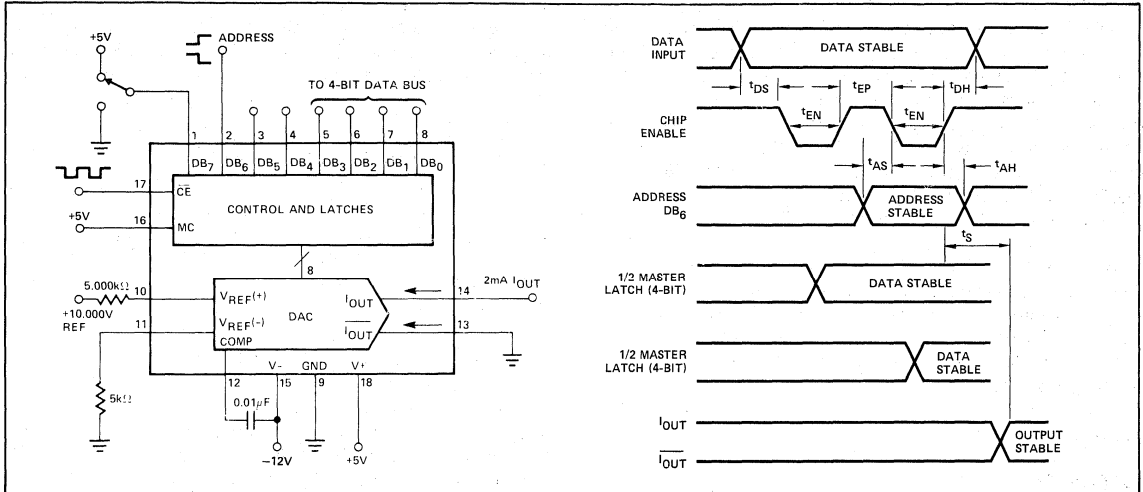 +5V
ADDRESS
TO 4-BIT DATA BUS
1 2 3 4 5 6 7 8
DB7 DB6 DB5 DB4 DB3 DB2 DB1 DB0
17 CE
CONTROL AND LATCHES
+5V 16 MC
8
5.000kΩ 10 VREF(+) IOUT 14 2mA IOUT
+10.000V
REF
DAC
11 VREF(-) IOUT 13
COMP
V- GND V+
12 15 9 18
5kΩ
0.01μF
-12V
+5V
DATA
INPUT
DATA STABLE
tDS tEP tDH
CHIP
ENABLE
tEN tEN
tAS tAH
ADDRESS
DB6
ADDRESS
STABLE
tS
1/2 MASTER
LATCH (4-BIT)
DATA STABLE
1/2 MASTER
LATCH (4-BIT)
DATA
STABLE
IOUT
IOUT
OUTPUT
STABLE